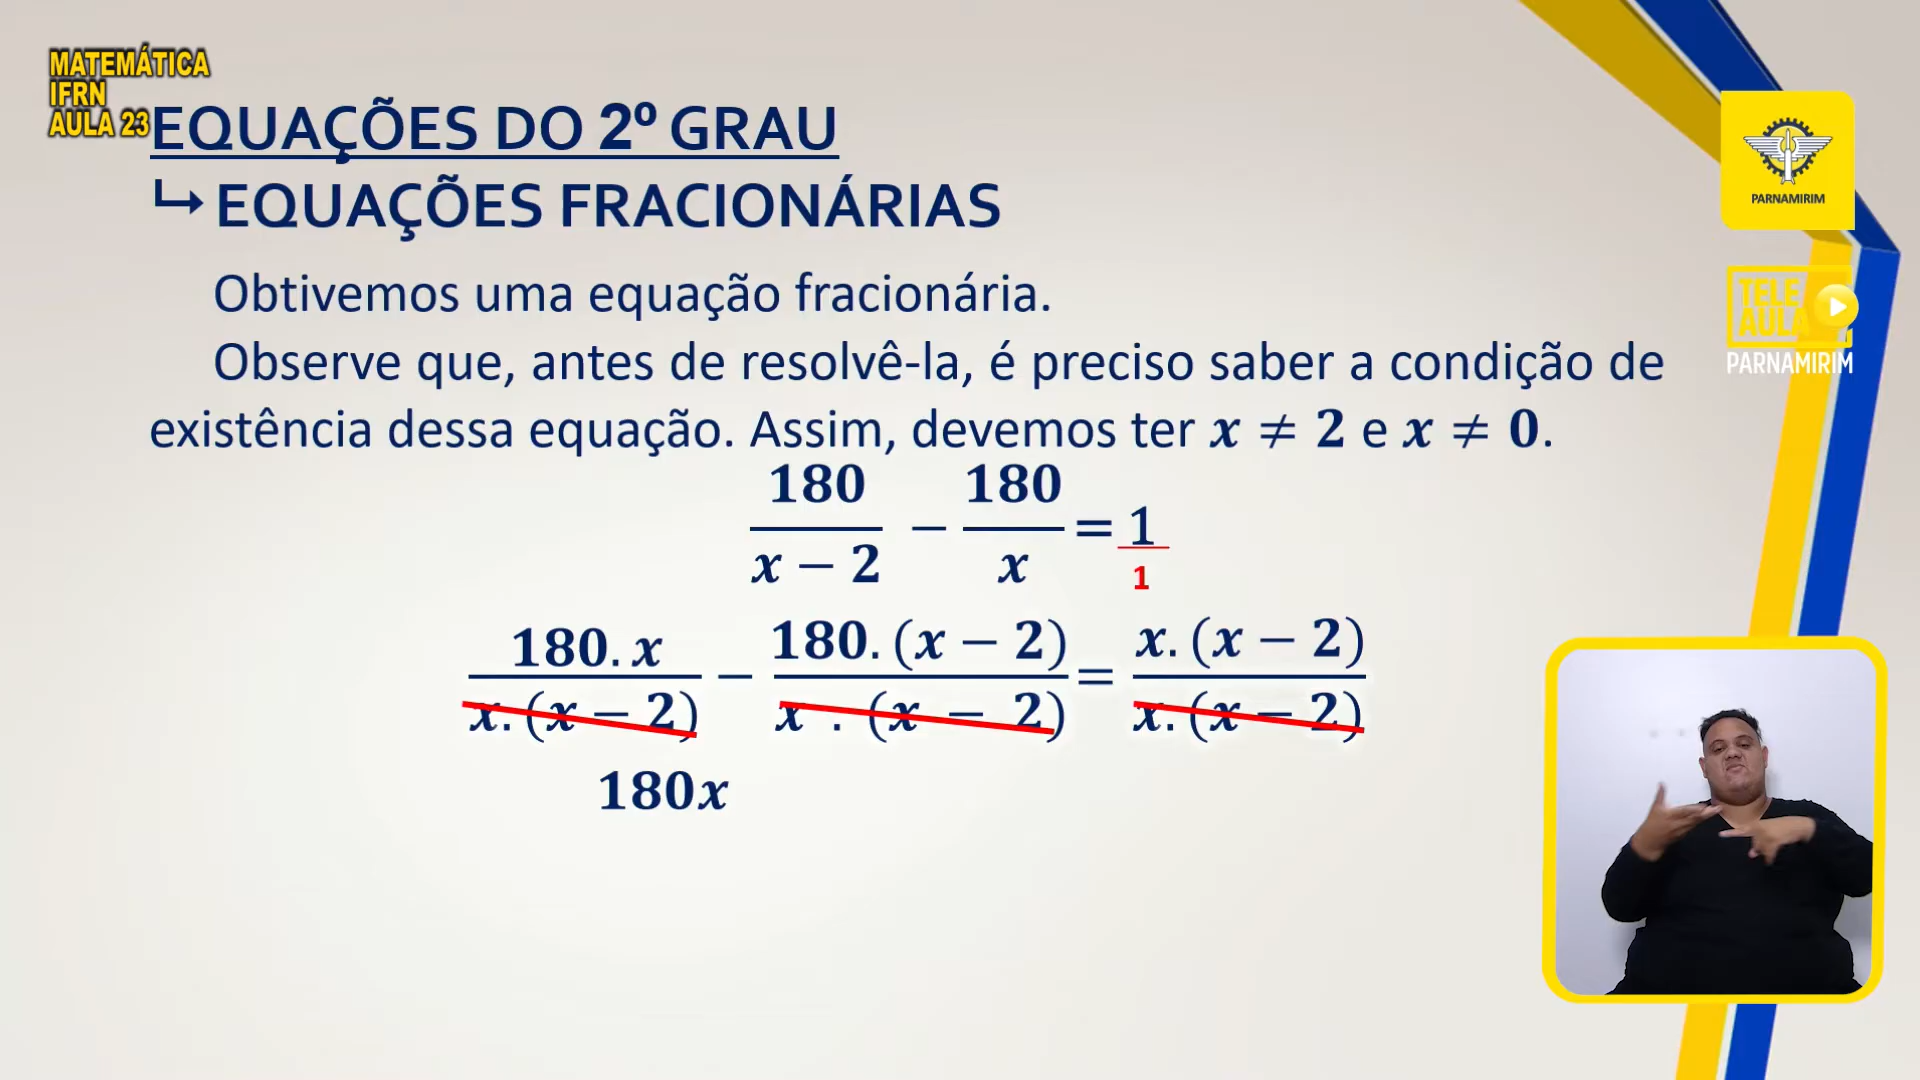 MATEMÁTICA
IFRN
AULA 23
EQUAÇÕES DO 2º GRAU
↳ EQUAÇÕES FRACIONÁRIAS
PARNAMIRIM
TELE
AULA
PARNAMIRIM
Obtivemos uma equação fracionária.
Observe que, antes de resolvê-la, é preciso saber a condição de
existência dessa equação. Assim, devemos ter x ≠ 2 e x ≠ 0.
180 180
− = 1
x − 2 x 1
180. x 180. (x − 2) x. (x − 2)
− =
x. (x − 2) x . (x − 2) x. (x − 2)
180x